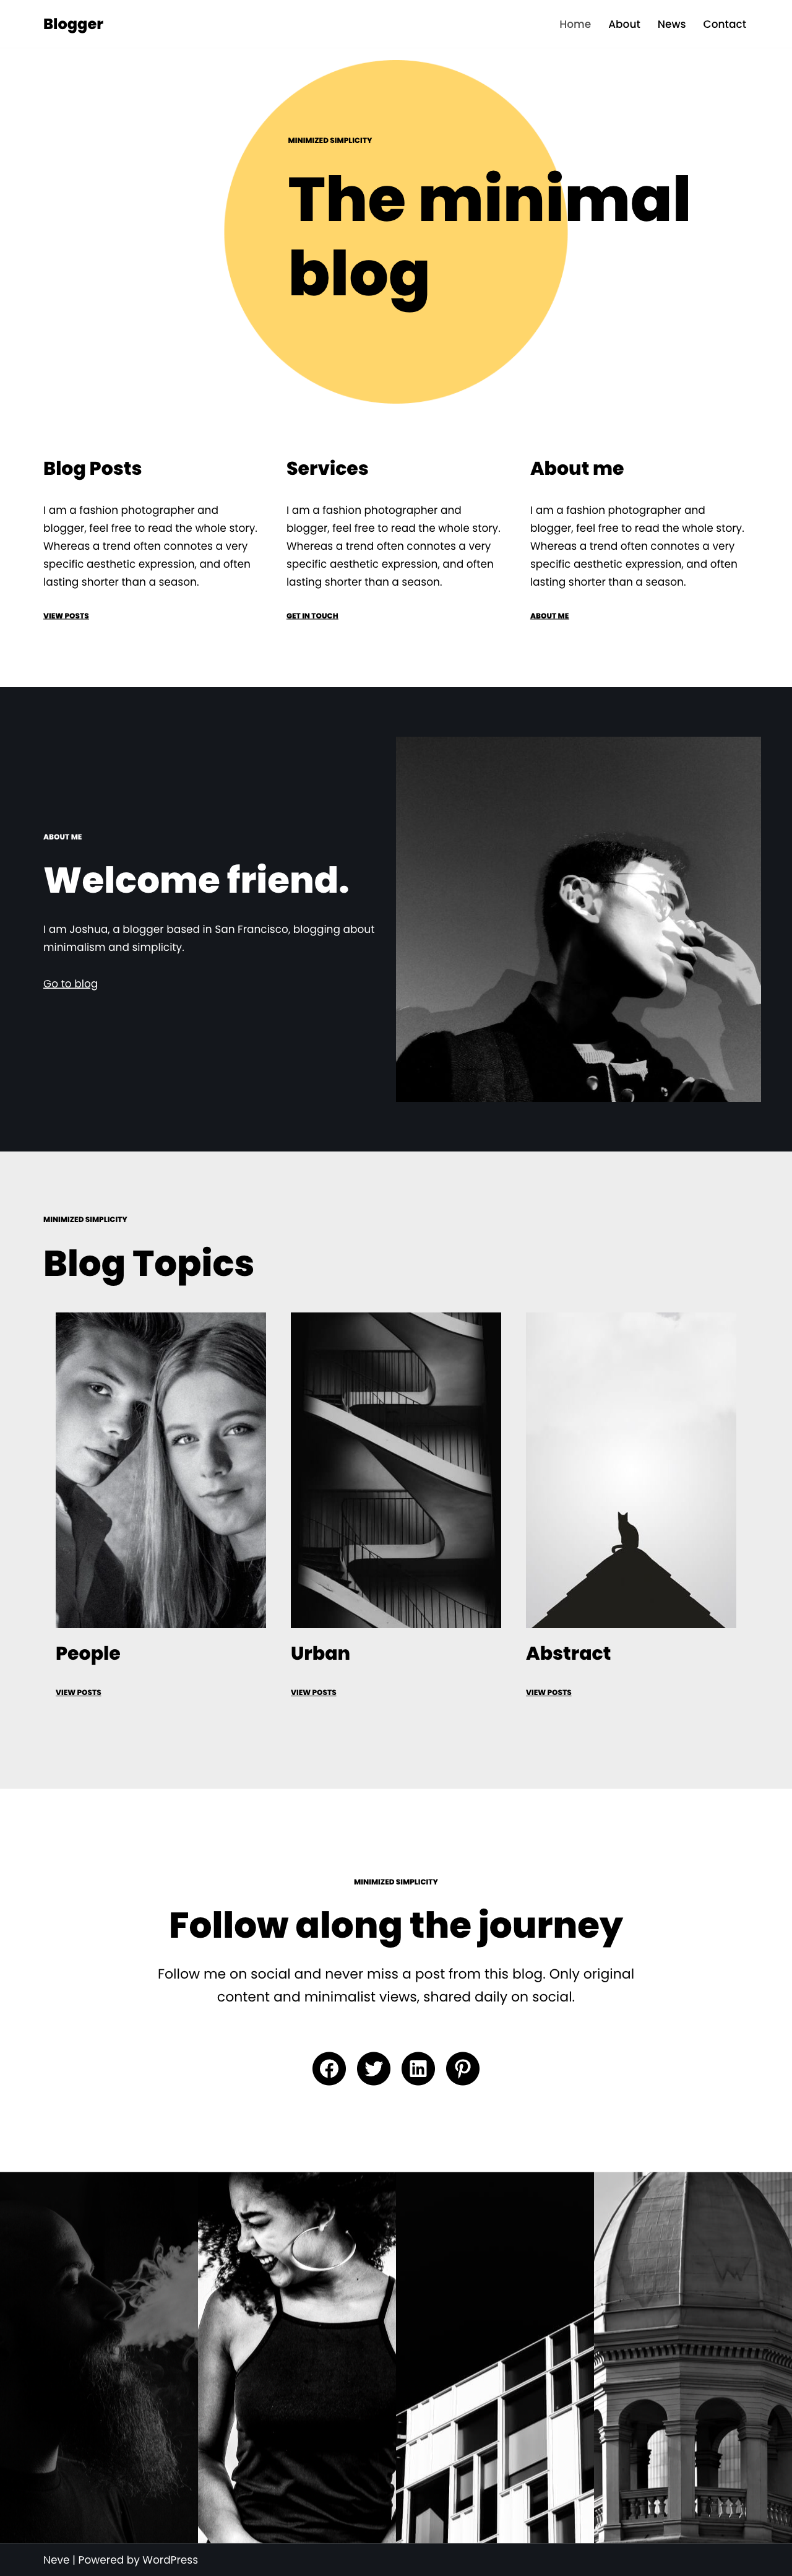 Blogger
Home About News Contact
MINIMIZED SIMPLICITY
The minimal
blog
Blog Posts
I am a fashion photographer and
blogger, feel free to read the whole story.
Whereas a trend often connotes a very
specific aesthetic expression, and often
lasting shorter than a season.
VIEW POSTS
Services
I am a fashion photographer and
blogger, feel free to read the whole story.
Whereas a trend often connotes a very
specific aesthetic expression, and often
lasting shorter than a season.
GET IN TOUCH
About me
I am a fashion photographer and
blogger, feel free to read the whole story.
Whereas a trend often connotes a very
specific aesthetic expression, and often
lasting shorter than a season.
ABOUT ME
ABOUT ME
Welcome friend.
I am Joshua, a blogger based in San Francisco, blogging about
minimalism and simplicity.
Go to blog
MINIMIZED SIMPLICITY
Blog Topics
People
VIEW POSTS
Urban
VIEW POSTS
Abstract
VIEW POSTS
MINIMIZED SIMPLICITY
Follow along the journey
Follow me on social and never miss a post from this blog. Only original
content and minimalist views, shared daily on social.
Neve | Powered by WordPress